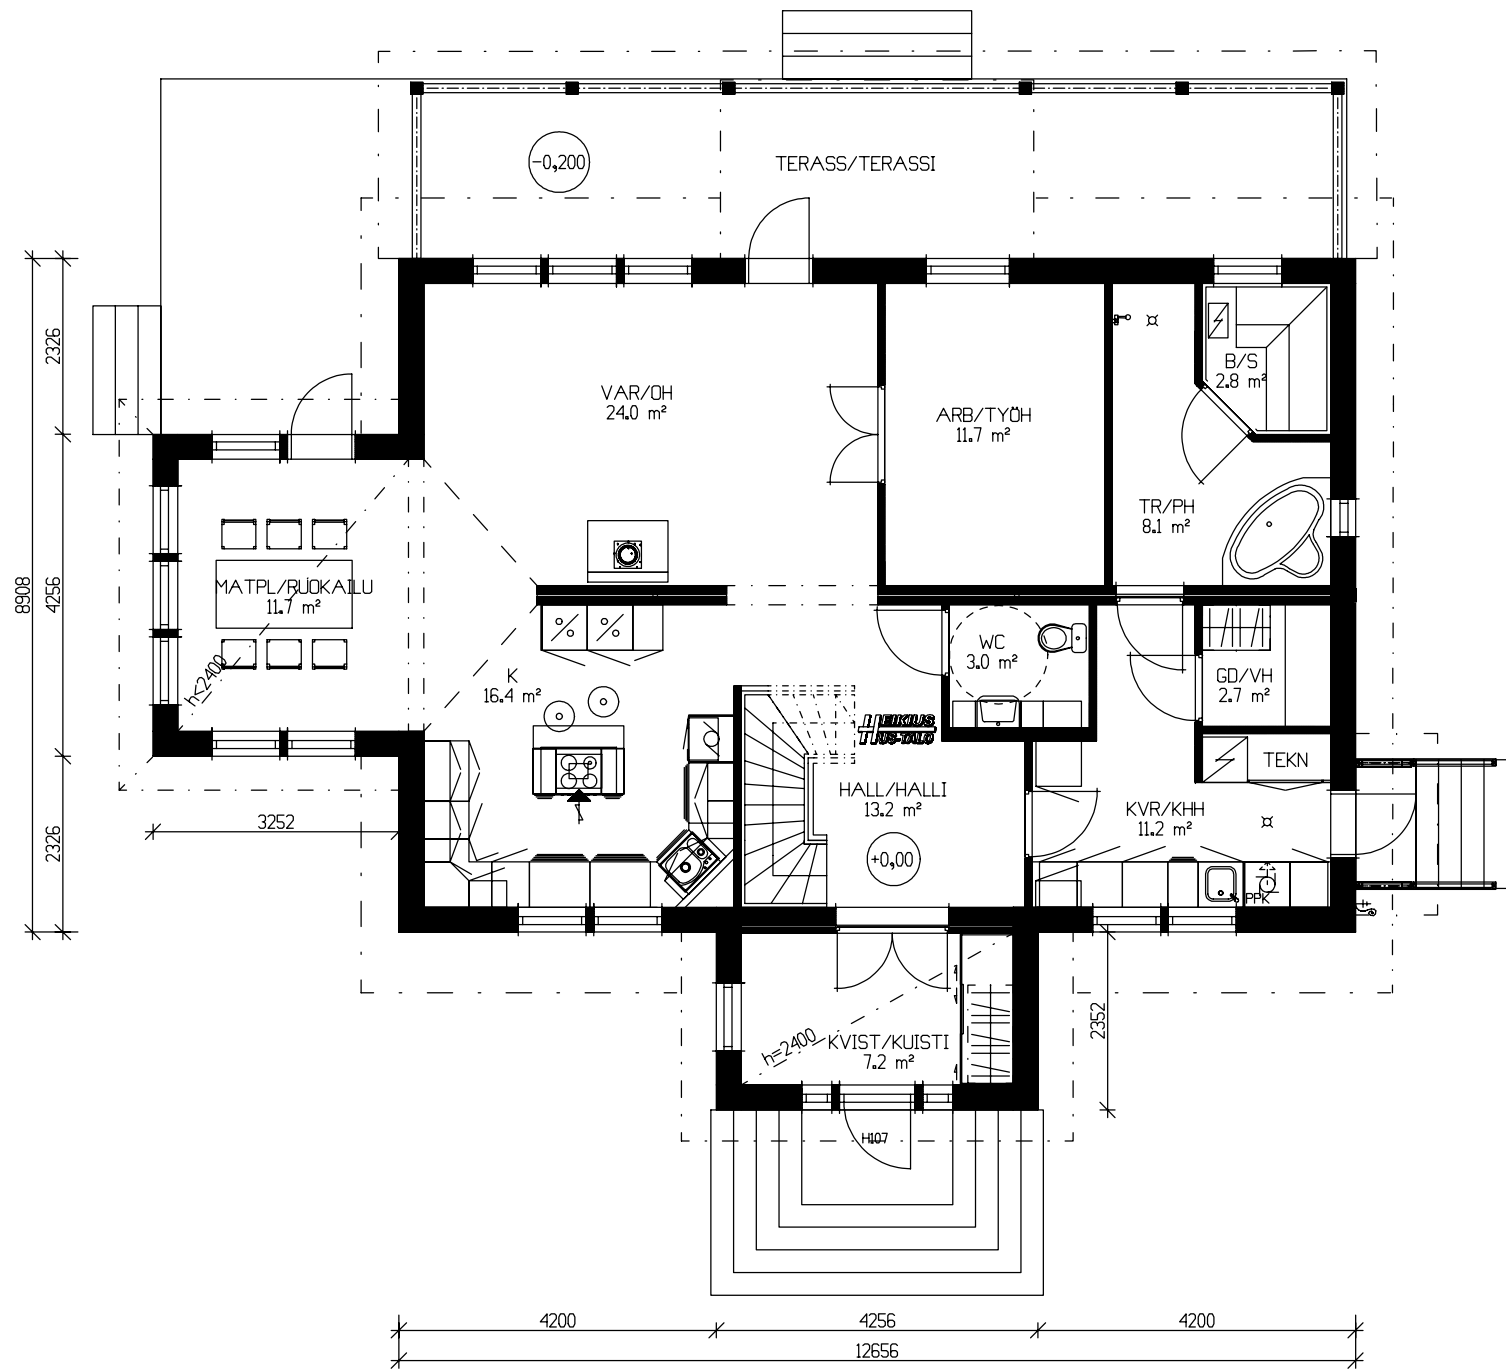 -0,200
TERASS/TERASSI
2326
VAR/OH
24.0 m²
ARB/TYÖH
11.7 m²
B/S
2.8 m²
TR/PH
8.1 m²
8908
4256
MATPL/RUOKAILU
11.7 m²
h<2400
K
16.4 m²
WC
3.0 m²
GD/VH
2.7 m²
HEIKIUS
HUS-TALO
TEKN
HALL/HALLI
13.2 m²
KVR/KHH
11.2 m²
3252
2326
+0,00
PPK
2352
h=2400
KVIST/KUISTI
7.2 m²
H107
4200
4256
4200
12656